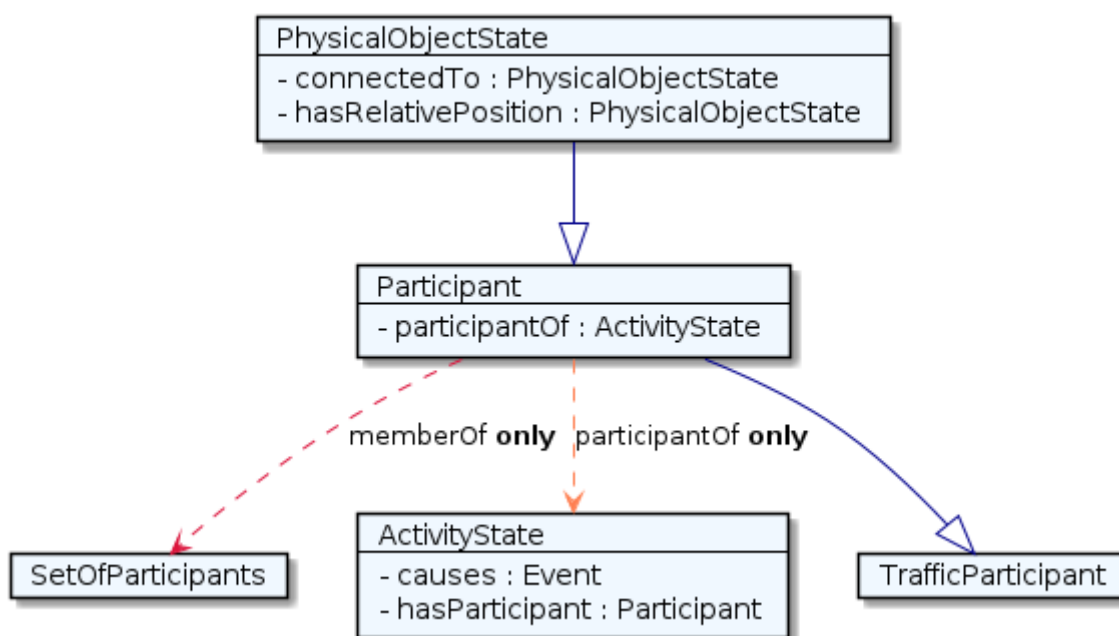 PhysicalObjectState
- connectedTo : PhysicalObjectState
- hasRelativePosition : PhysicalObjectState
Participant
- participantOf : ActivityState
memberOf only
participantOf only
SetOfParticipants
ActivityState
- causes : Event
- hasParticipant : Participant
TrafficParticipant